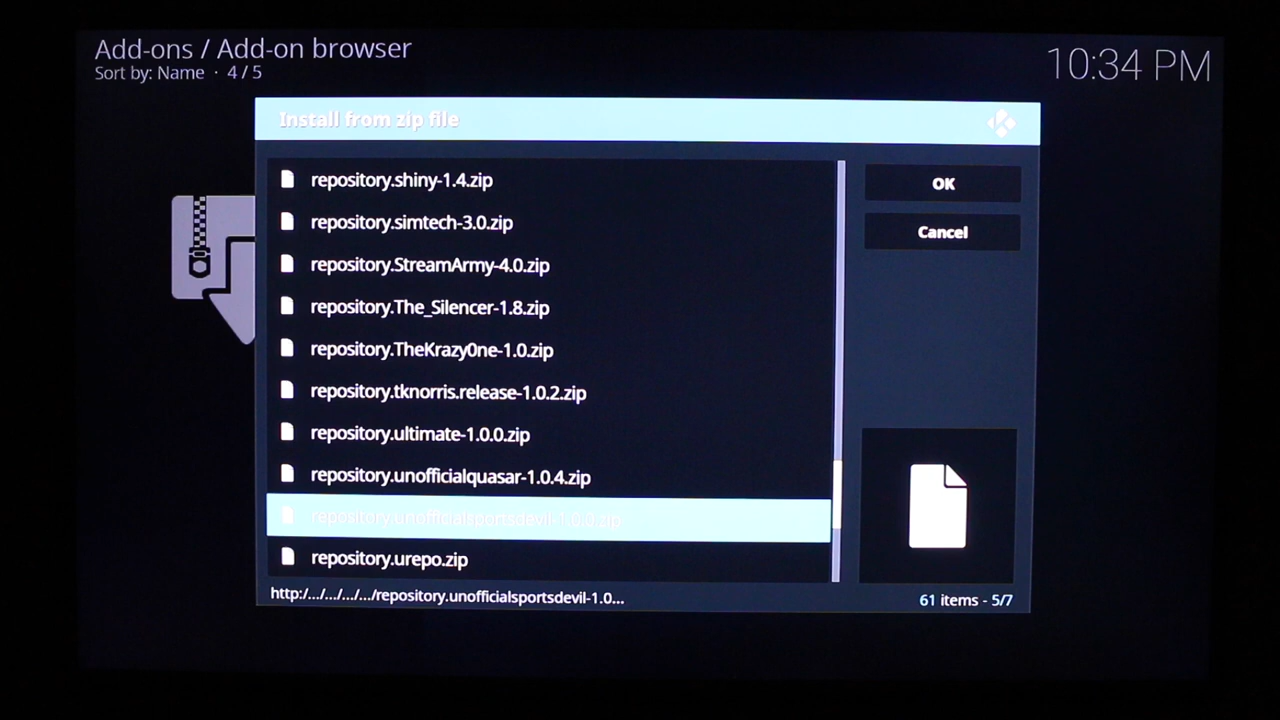 Add-ons / Add-on browser
Sort by: Name · 4 / 5
10:34 PM
Install from zip file
repository.shiny-1.4.zip
repository.simtech-3.0.zip
repository.StreamArmy-4.0.zip
repository.The_Silencer-1.8.zip
repository.TheKrazy0ne-1.0.zip
repository.tknorris.release-1.0.2.zip
repository.ultimate-1.0.0.zip
repository.unofficialquasar-1.0.4.zip
repository.unofficialsportsdevil-1.0.0.zip
repository.urepo.zip
OK
Cancel
http:/.../.../.../.../repository.unofficialsportsdevil-1.0...
61 items - 5/7